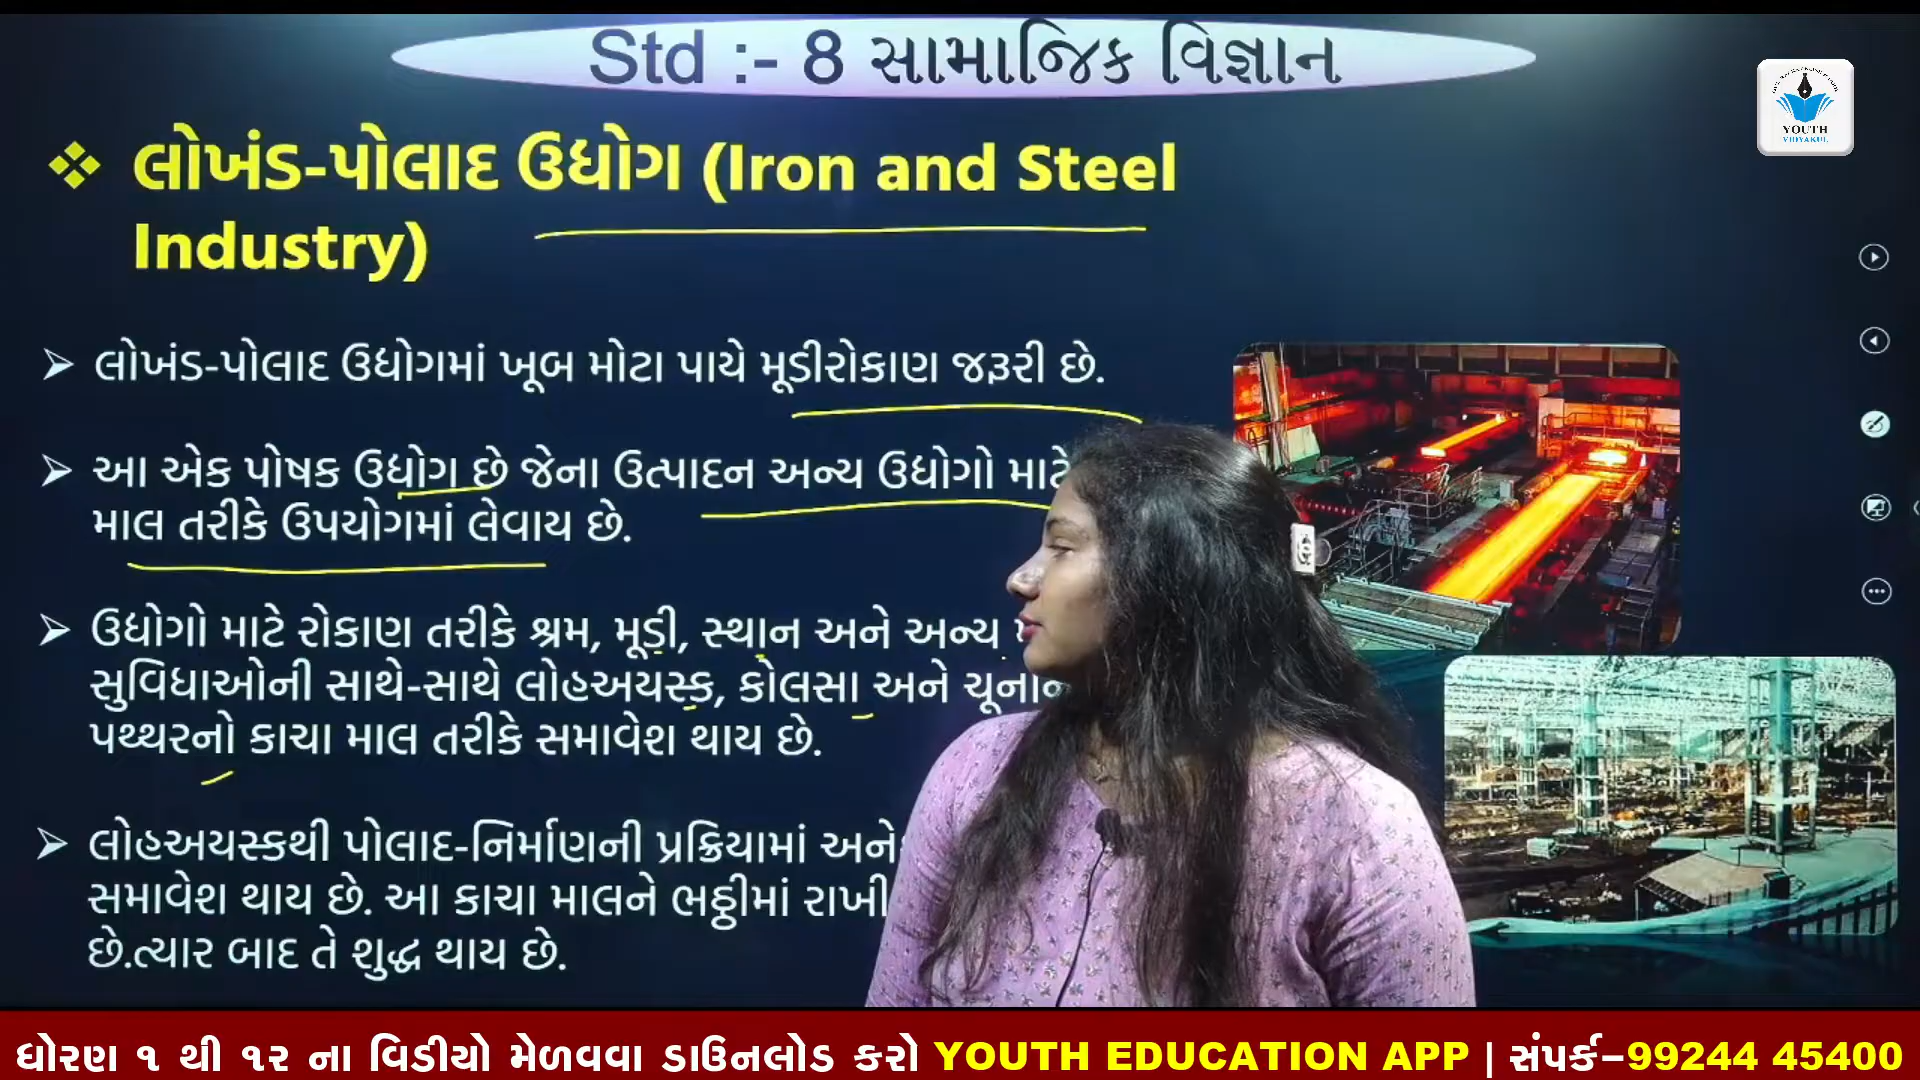 Std :- 8 સામાજિક વિજ્ઞાન
YOUTH
VIDYAKUL
❖ લોખંડ-પોલાદ ઉદ્યોગ (Iron and Steel
Industry)
➢ લોખંડ-પોલાદ ઉદ્યોગમાં ખૂબ મોટા પાયે મૂડીરોકાણ જરૂરી છે.
➢ આ એક પોષક ઉદ્યોગ છે જેના ઉત્પાદન અન્ય ઉદ્યોગો માટે
માલ તરીકે ઉપયોગમાં લેવાય છે.
➢ ઉદ્યોગો માટે રોકાણ તરીકે શ્રમ, મૂડી, સ્થાન અને અન્ય
સુવિધાઓની સાથે-સાથે લોહઅયસ્ક, કોલસા અને
પથ્થરનો કાચા માલ તરીકે સમાવેશ થાય છે.
➢ લોહઅયસ્કથી પોલાદ-નિર્માણની પ્રક્રિયામાં
સમાવેશ થાય છે. આ કાચા માલને ભઠ્ઠીમાં રાખી
છે.ત્યાર બાદ તે શુદ્ધ થાય છે.
ધોરણ ૧ થી ૧૨ ના વિડીયો મેળવવા ડાઉનલોડ કરો YOUTH EDUCATION APP | સંપર્ક-99244 45400